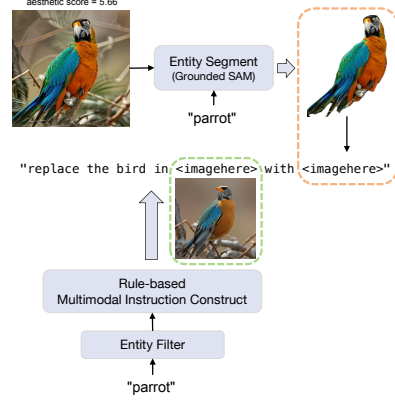 aesthetic score = 5.66
Entity Segment
(Grounded SAM)
"parrot"
"replace the bird in <imagehere> with <imagehere>"
Rule-based
Multimodal Instruction Construct
Entity Filter
"parrot"